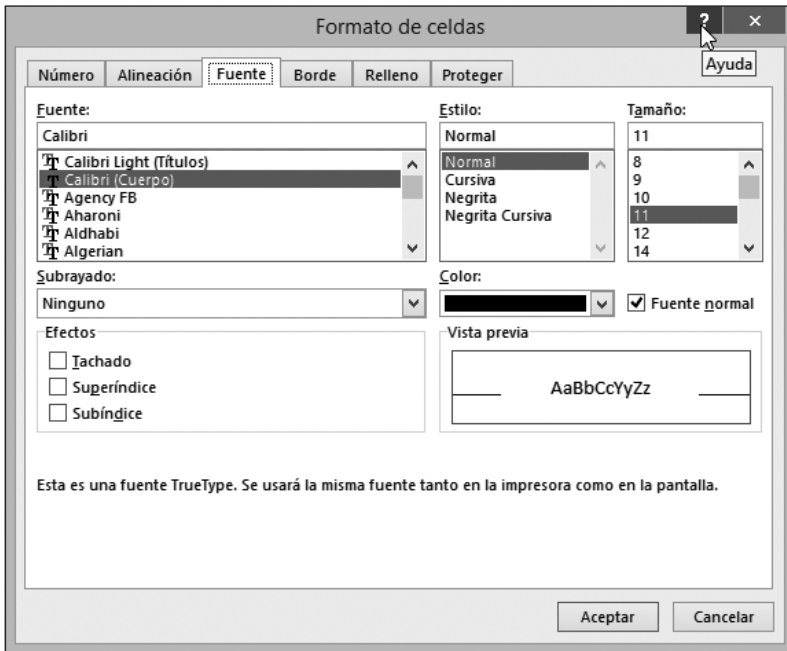 Formato de celdas
?
Ayuda
Número Alineación Fuente Borde Relleno Proteger
Fuente: Estilo: Tamaño:
Calibri Normal 11
Calibri Light (Títulos) Normal 8
Calibri (Cuerpo) Cursiva 9
Agency FB Negrita 10
Aharoni Negrita Cursiva 11
Aldhabi 12
Algerian 14
Subrayado: Color:
Ninguno Fuente normal
Efectos Vista previa
Tachado
Superíndice AaBbCcYyZz
Subíndice
Esta es una fuente TrueType. Se usará la misma fuente tanto en la impresora como en la pantalla.
Aceptar Cancelar